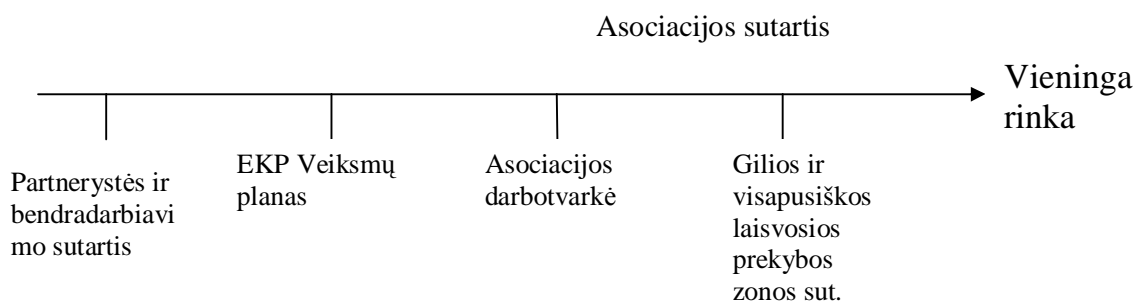 Asociacijos sutartis
Vieninga
rinka
Partnerystės ir
bendradarbiavi
mo sutartis
EKP Veiksmų
planas
Asociacijos
darbotvarkė
Gilios ir
visapusiškos
laisvosios
prekybos
zonos sut.